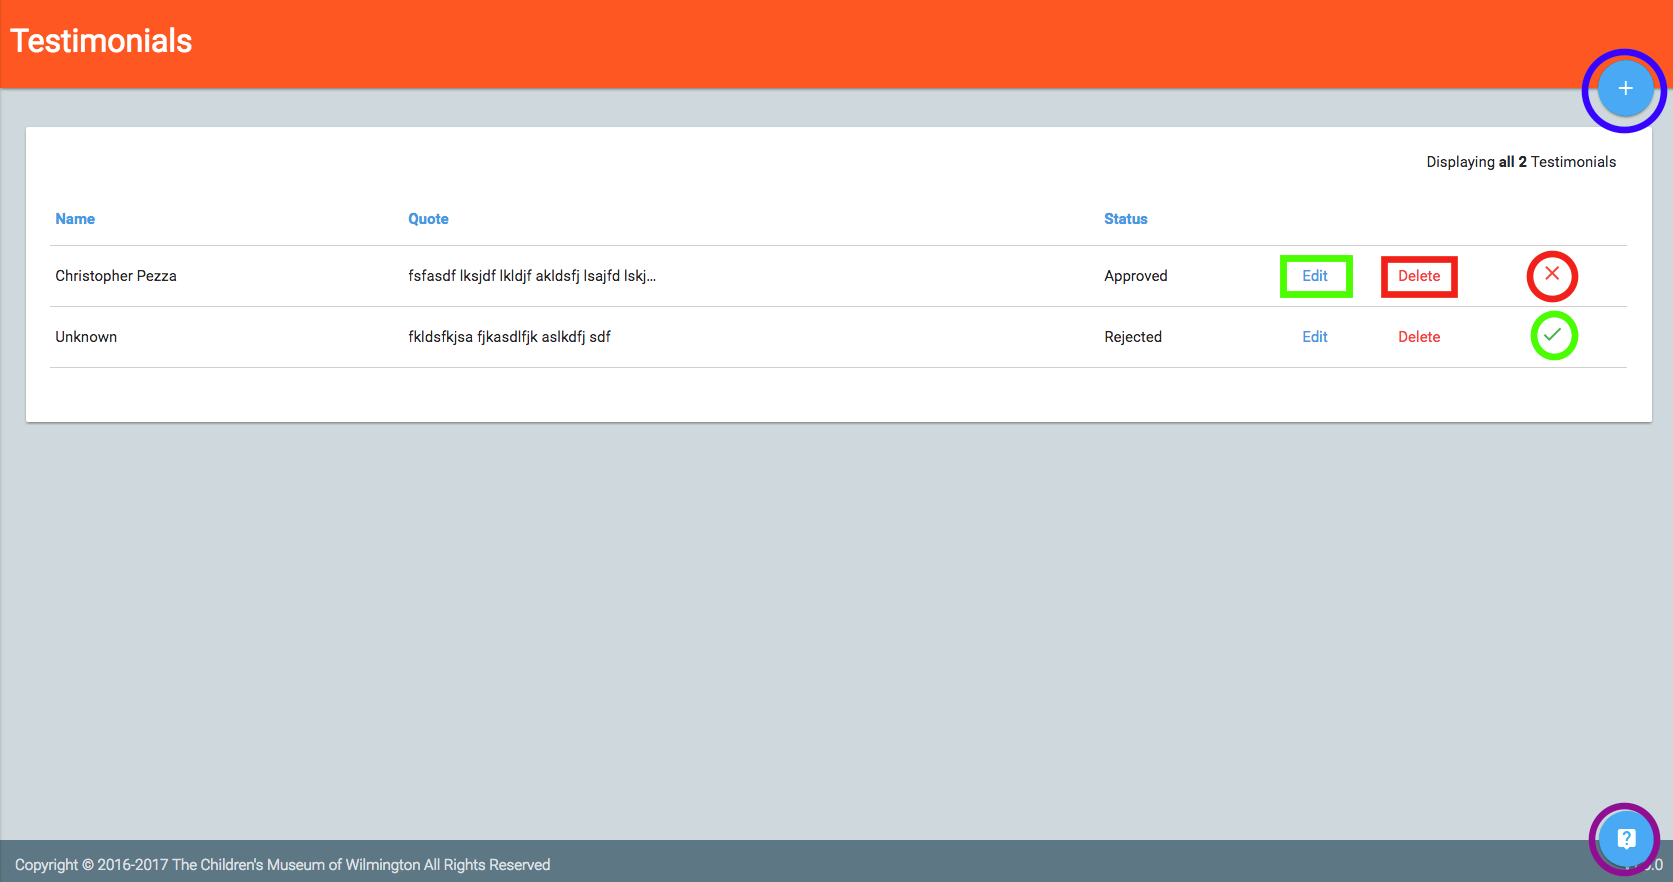 Testimonials
+
Displaying all 2 Testimonials
Name Quote Status
Christopher Pezza fsfasdf lksjdf lkldjf akldsfj lsajfd lskj... Approved Edit Delete
Unknown fkldsfkjsa fjkasdlfjk aslkdfj sdf Rejected Edit Delete
?
Copyright © 2016-2017 The Children's Museum of Wilmington All Rights Reserved